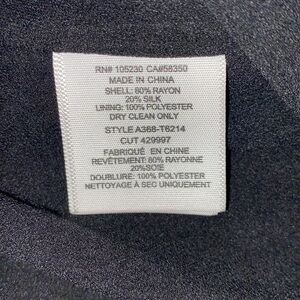 RN# 105230 CA#58350
MADE IN CHINA
SHELL: 80% RAYON
20% SILK
LINING: 100% POLYESTER
DRY CLEAN ONLY
STYLE A368-T6214
CUT 429997
FABRIQUÉ EN CHINE
REVÊTEMENT: 80% RAYONNE
20%SOIE
DOUBLURE: 100% POLYESTER
NETTOYAGE À SEC UNIQUEMENT